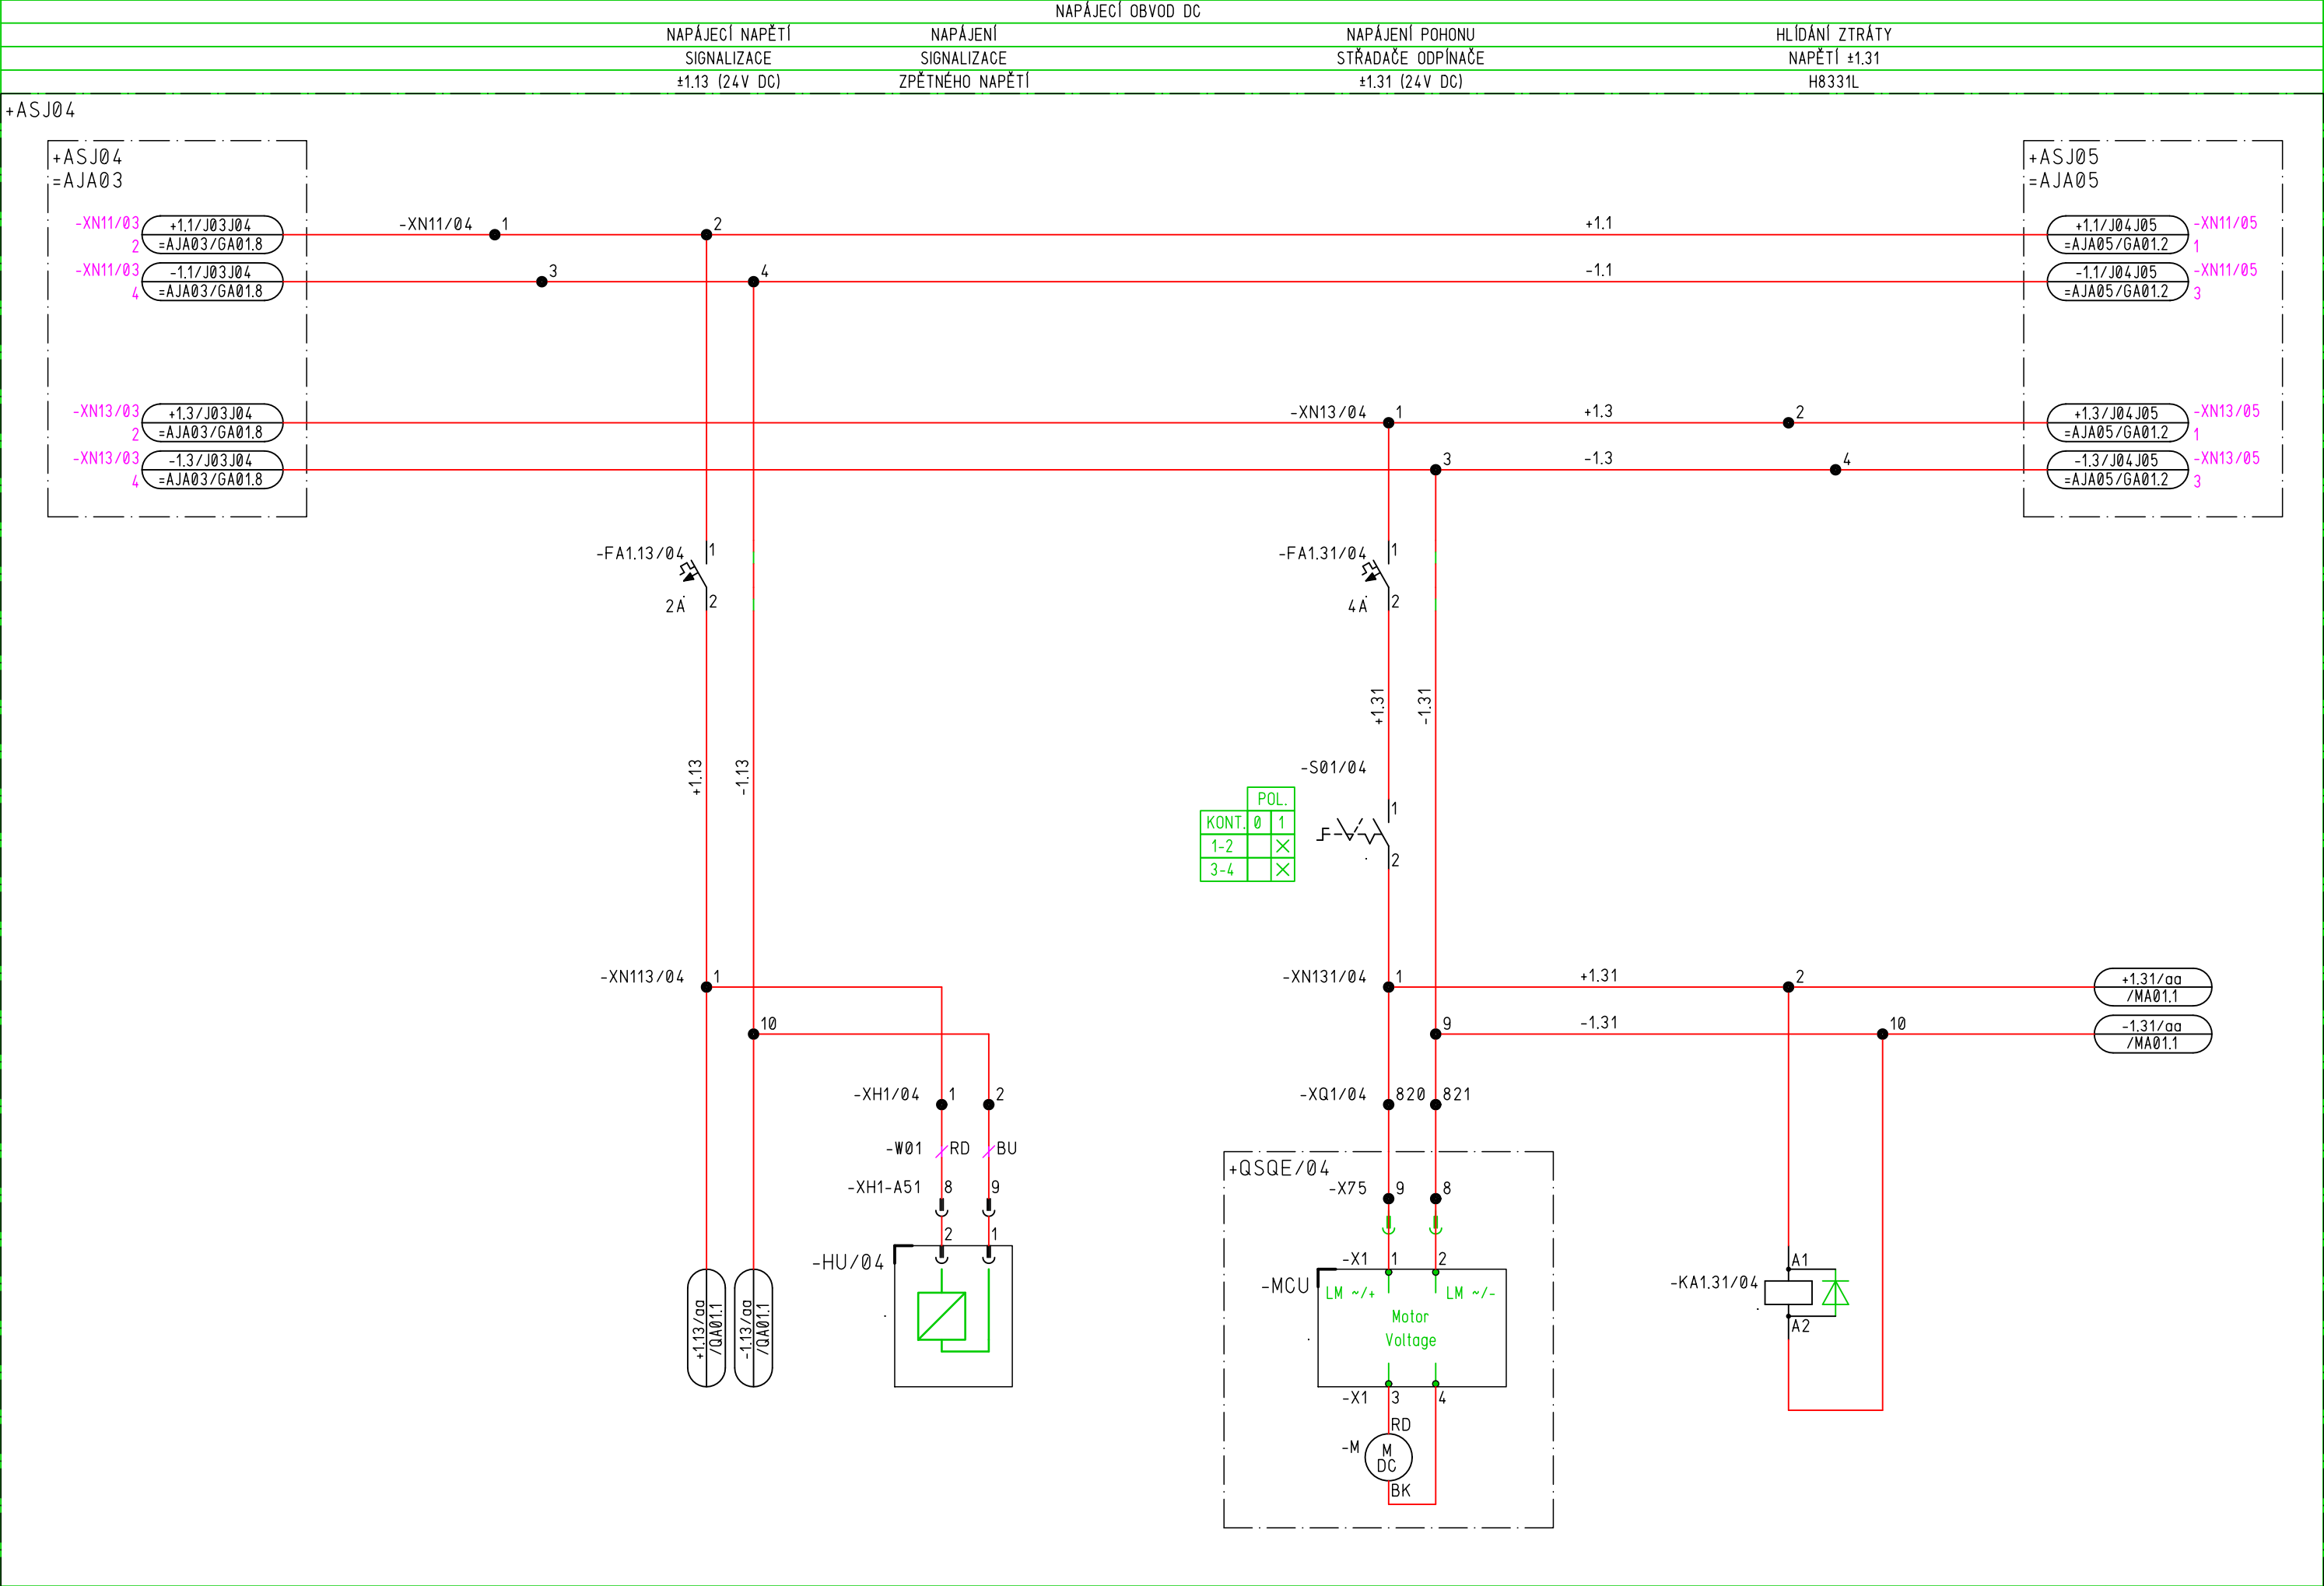 NAPÁJECÍ OBVOD DC
NAPÁJECÍ NAPĚTÍ
SIGNALIZACE
±1.13 (24V DC)
NAPÁJENÍ
SIGNALIZACE
ZPĚTNÉHO NAPĚTÍ
NAPÁJENÍ POHONU
STŘADAČE ODPÍNAČE
±1.31 (24V DC)
HLÍDÁNÍ ZTRÁTY
NAPĚTÍ ±1.31
H8331L
+ASJ04
+ASJ04
=AJA03
-XN11/03
2
+1.1/J03J04
=AJA03/GA01.8
-XN11/03
4
-1.1/J03J04
=AJA03/GA01.8
-XN13/03
2
+1.3/J03J04
=AJA03/GA01.8
-XN13/03
4
-1.3/J03J04
=AJA03/GA01.8
-XN11/04
1
2
+1.1
3
4
-1.1
-XN13/04
1
+1.3
2
3
-1.3
4
+ASJ05
=AJA05
+1.1/J04J05
=AJA05/GA01.2
-XN11/05
1
-1.1/J04J05
=AJA05/GA01.2
-XN11/05
3
+1.3/J04J05
=AJA05/GA01.2
-XN13/05
1
-1.3/J04J05
=AJA05/GA01.2
-XN13/05
3
-FA1.13/04
1
2A
2
-FA1.31/04
1
4A
2
+1.13
-1.13
+1.31
-1.31
-S01/04
1
2
POL.
KONT. 0 1
1-2
3-4
-XN113/04
1
10
-XN131/04
1
+1.31
2
9
-1.31
10
+1.31/aa
/MA01.1
-1.31/aa
/MA01.1
-XH1/04
1
2
-W01
RD
BU
-XH1-A51
8
9
2
1
-HU/04
+1.13/aa
/QA01.1
-1.13/aa
/QA01.1
-XQ1/04
820
821
+QSQE/04
-X75
9
8
-X1
1
2
-MCU
LM ~/+
LM ~/-
Motor
Voltage
-X1
3
4
RD
-M
M
DC
BK
-KA1.31/04
A1
A2